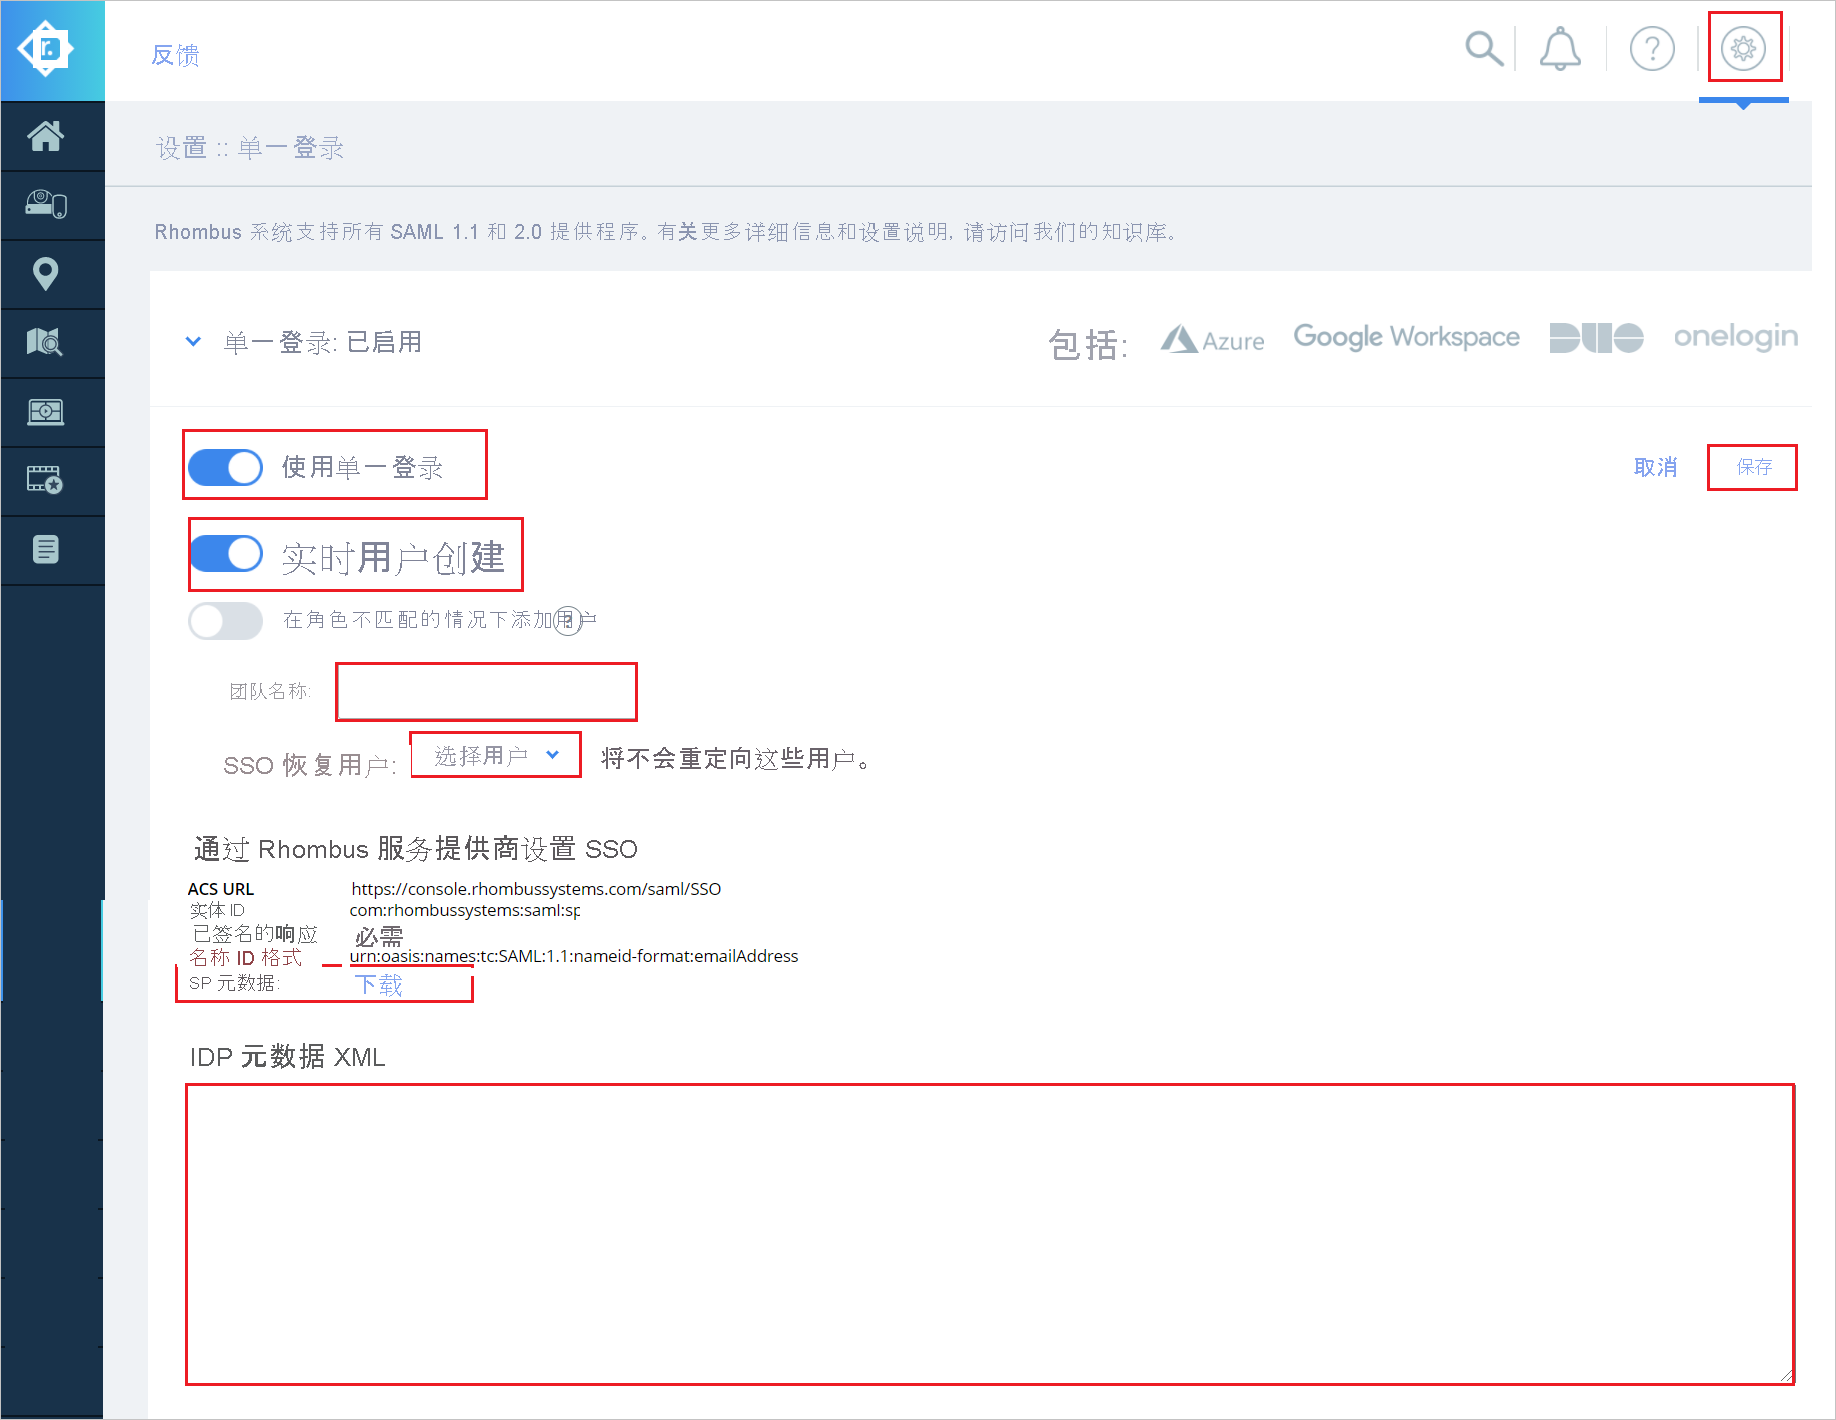 r.
反馈
设置 :: 单一登录
Rhombus 系统支持所有 SAML 1.1 和 2.0 提供程序。有关更多详细信息和设置说明, 请访问我们的知识库。
单一登录: 已启用
包括: Azure Google Workspace DUO onelogin
使用单一登录
取消 保存
实时用户创建
在角色不匹配的情况下添加用户 ?
团队名称:
SSO 恢复用户: 选择用户 将不会重定向这些用户。
通过 Rhombus 服务提供商设置 SSO
ACS URL https://console.rhombussystems.com/saml/SSO
实体 ID com:rhombussystems:saml:sp
已签名的响应 必需
名称 ID 格式 urn:oasis:names:tc:SAML:1.1:nameid-format:emailAddress
SP 元数据: 下载
IDP 元数据 XML